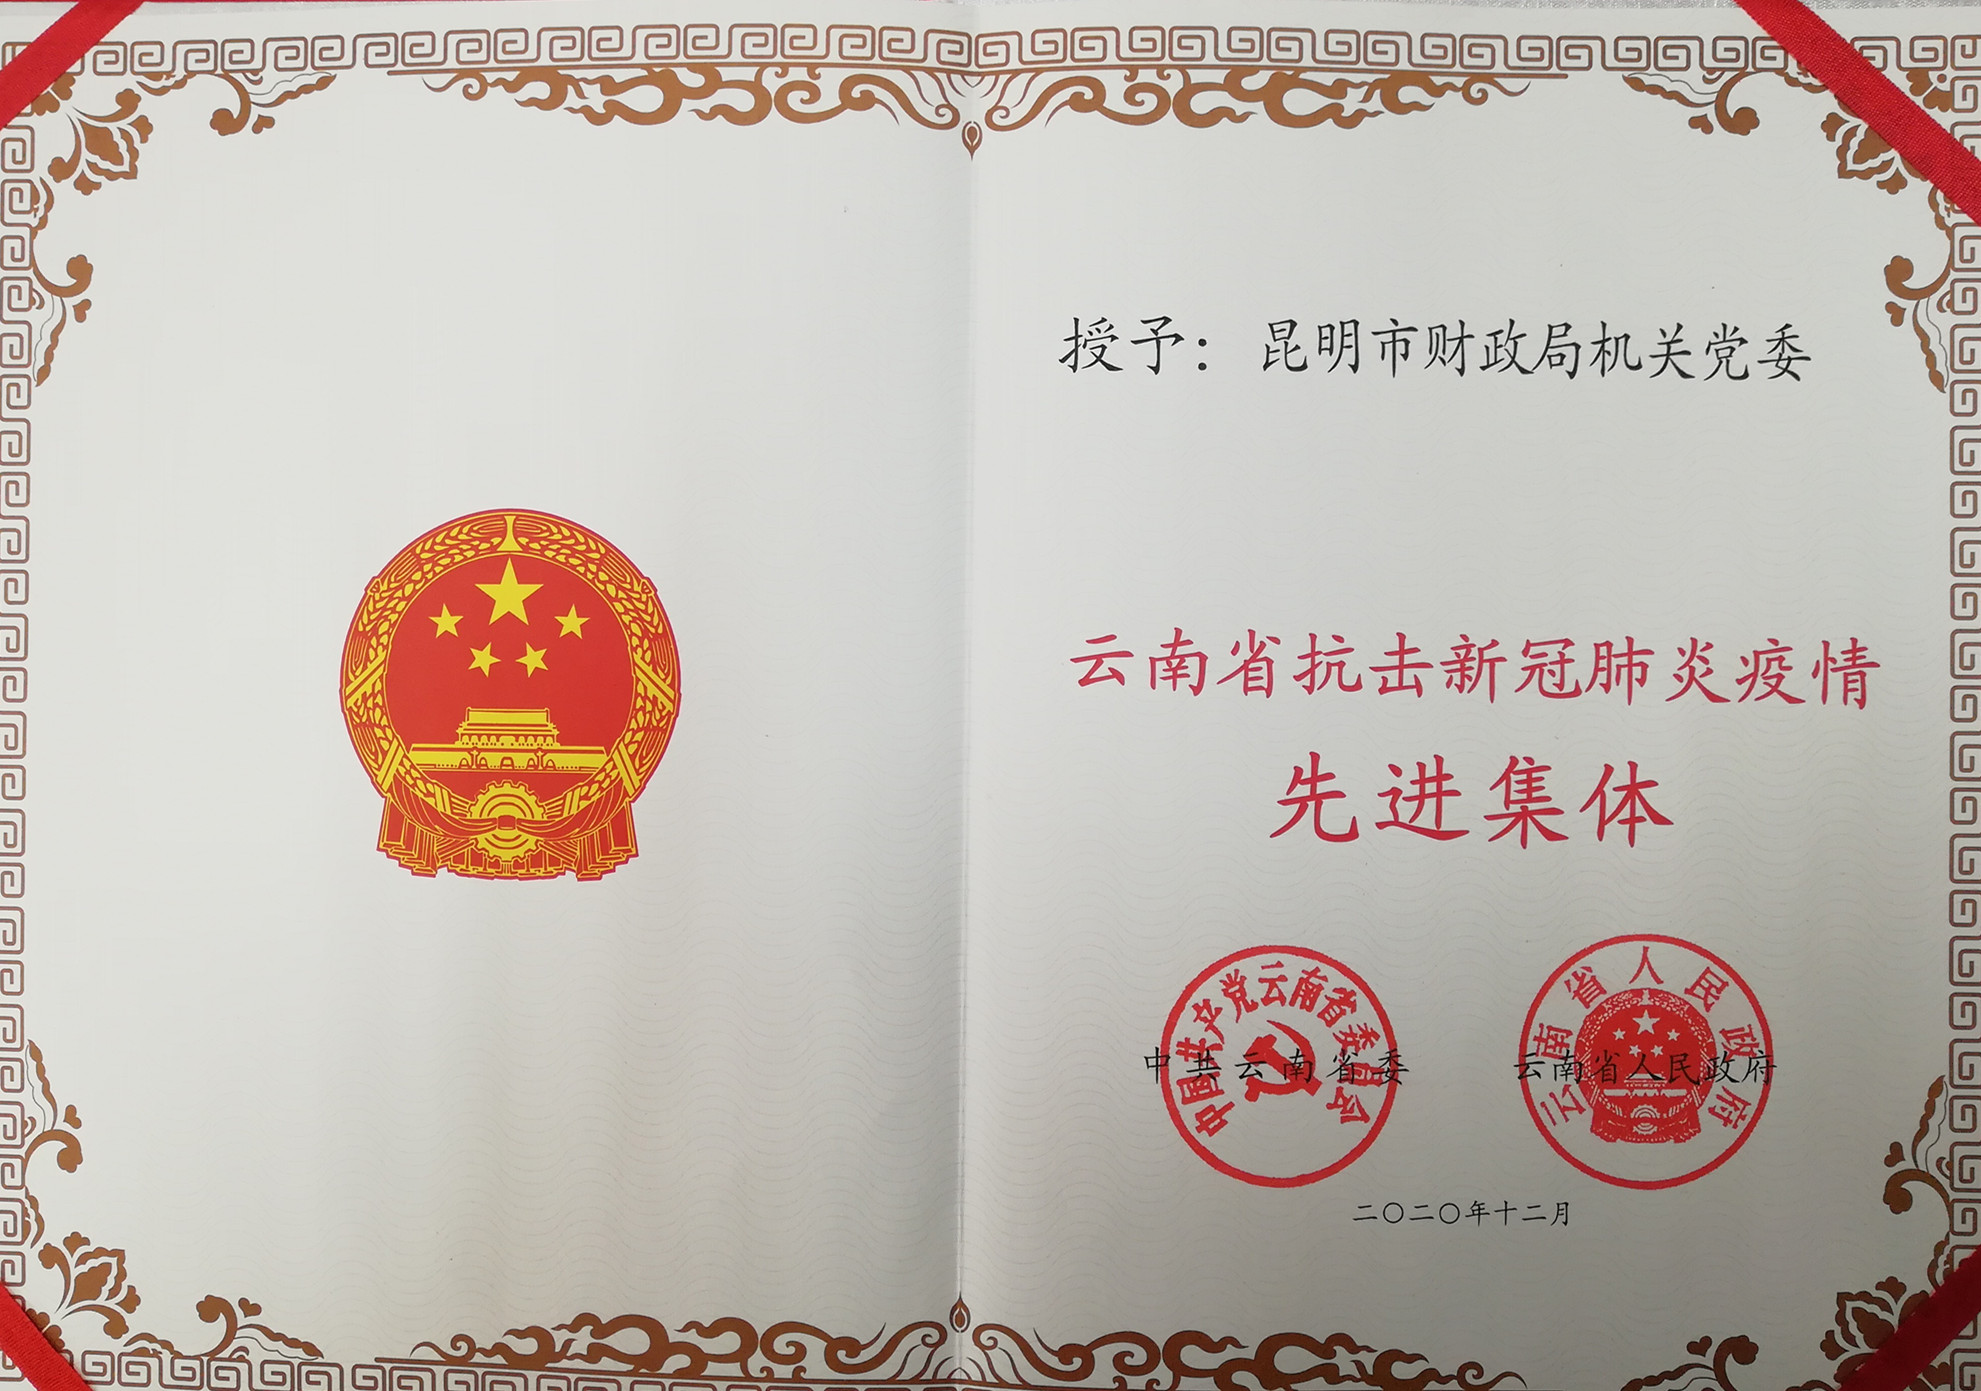 授予：昆明市财政局机关党委
云南省抗击新冠肺炎疫情
先进集体
中国共产党云南省委员会
中共云南省委
云南省人民政府
云南省人民政府
二〇二〇年十二月